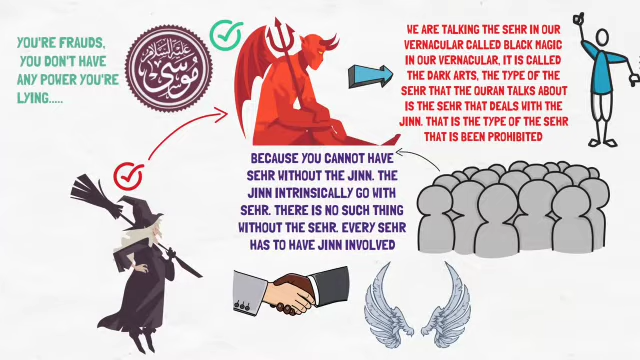 YOU'RE FRAUDS,
YOU DON'T HAVE
ANY POWER YOU'RE
LYING.....
عليه السلام
موسى
WE ARE TALKING THE SEHR IN OUR
VERNACULAR CALLED BLACK MAGIC
IN OUR VERNACULAR, IT IS CALLED
THE DARK ARTS, THE TYPE OF THE
SEHR THAT THE QURAN TALKS ABOUT
IS THE SEHR THAT DEALS WITH THE
JINN. THAT IS THE TYPE OF THE SEHR
THAT IS BEEN PROHIBITED
BECAUSE YOU CANNOT HAVE
SEHR WITHOUT THE JINN. THE
JINN INTRINSICALLY GO WITH
SEHR. THERE IS NO SUCH THING
WITHOUT THE SEHR. EVERY SEHR
HAS TO HAVE JINN INVOLVED